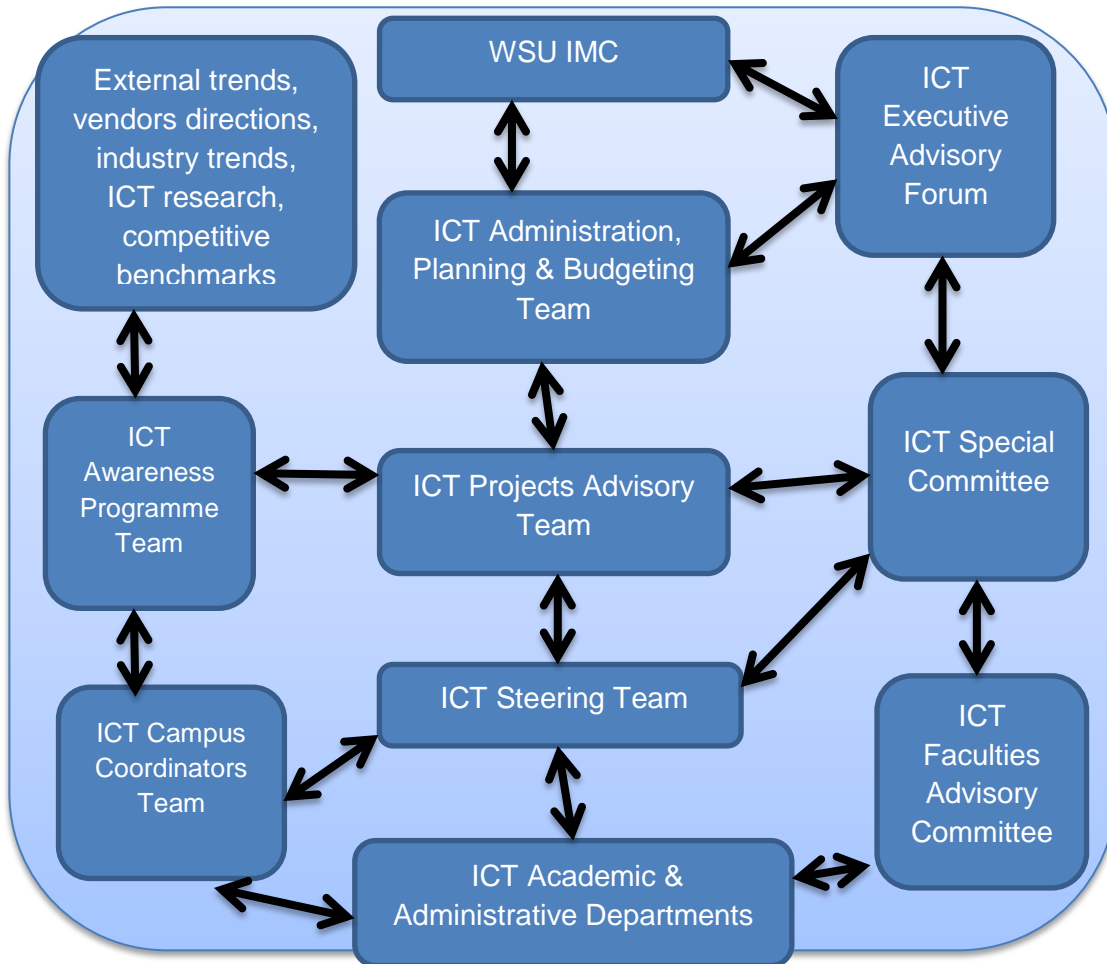 External trends,
vendors directions,
industry trends,
ICT research,
competitive
benchmarks
WSU IMC
ICT
Executive
Advisory
Forum
ICT Administration,
Planning & Budgeting
Team
ICT
Awareness
Programme
Team
ICT Projects Advisory
Team
ICT Special
Committee
ICT Campus
Coordinators
Team
ICT Steering Team
ICT
Faculties
Advisory
Committee
ICT Academic &
Administrative Departments